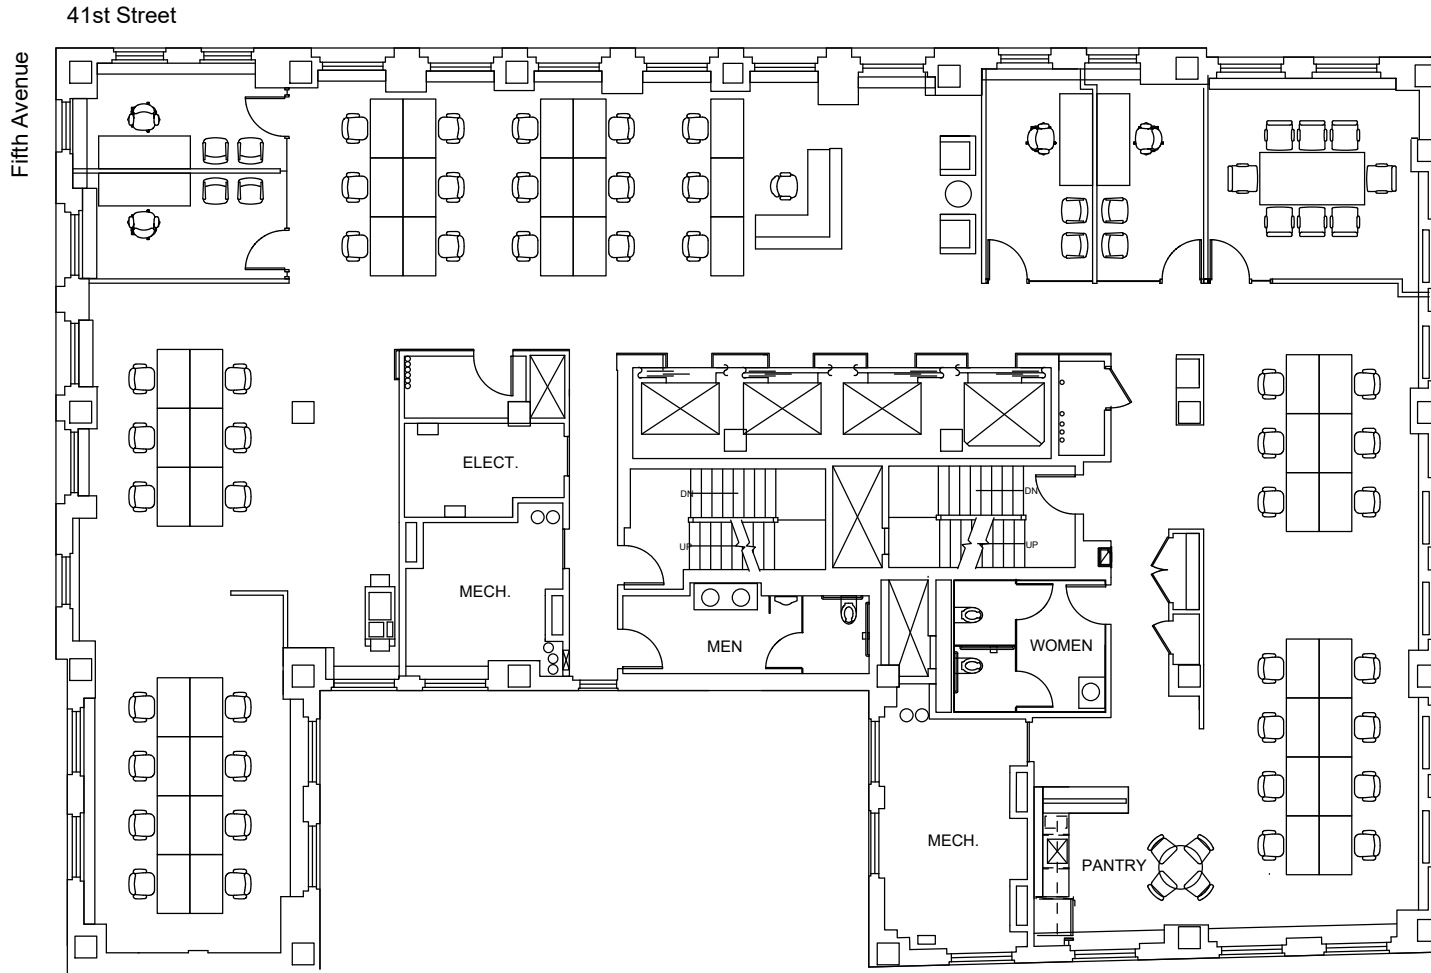 41st Street
Fifth Avenue
ELECT.
DN
DN
UP
UP
MECH.
MEN
WOMEN
MECH.
PANTRY